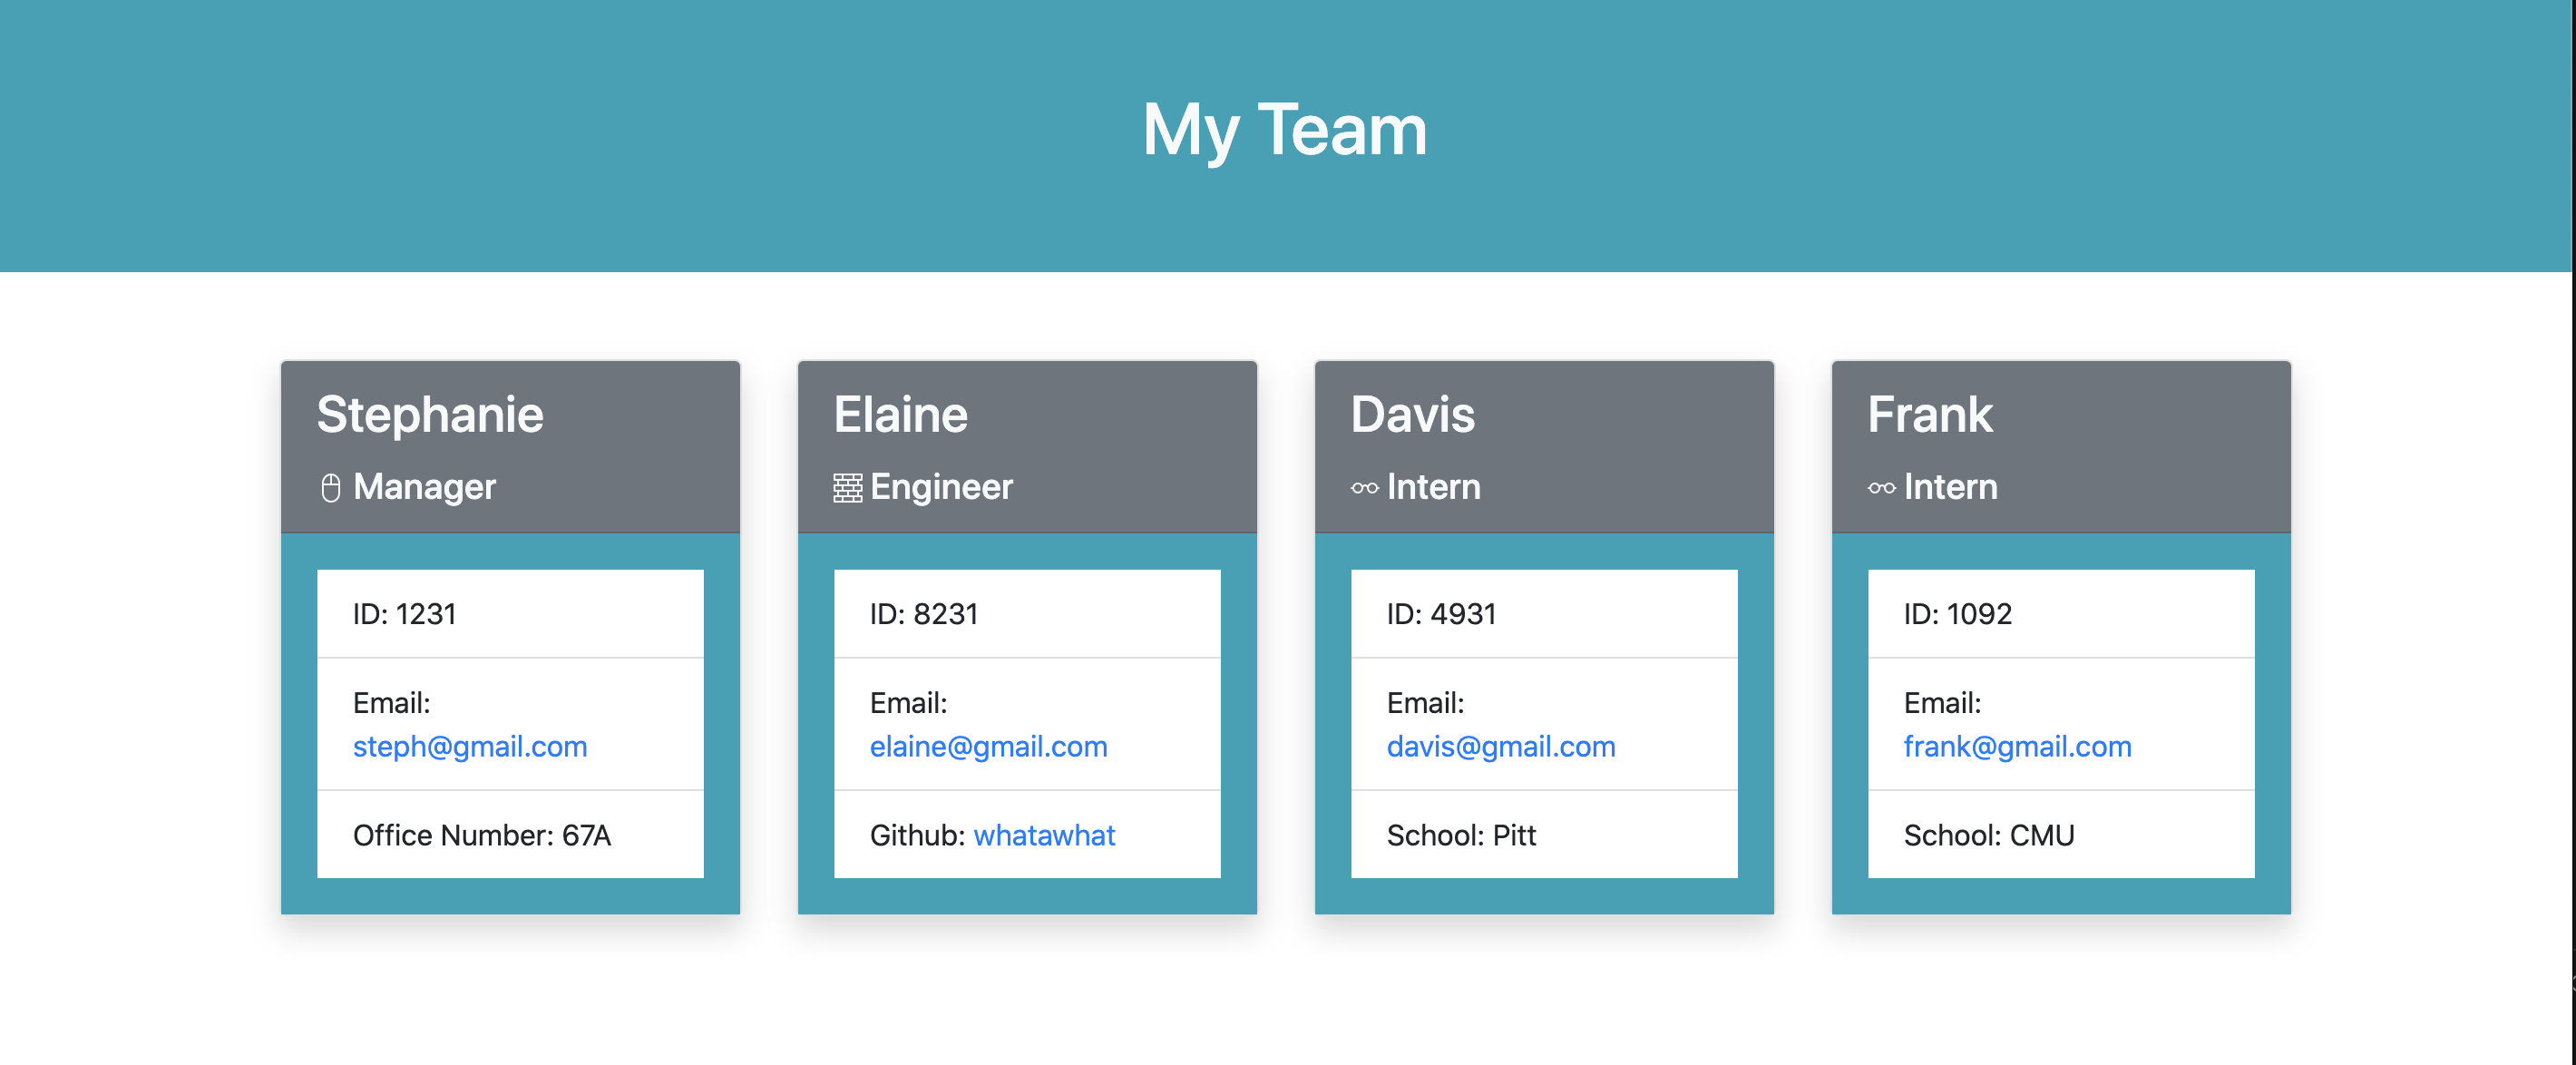 My Team
Stephanie
Manager
ID: 1231
Email:
steph@gmail.com
Office Number: 67A
Elaine
Engineer
ID: 8231
Email:
elaine@gmail.com
Github: whatawhat
Davis
Intern
ID: 4931
Email:
davis@gmail.com
School: Pitt
Frank
Intern
ID: 1092
Email:
frank@gmail.com
School: CMU